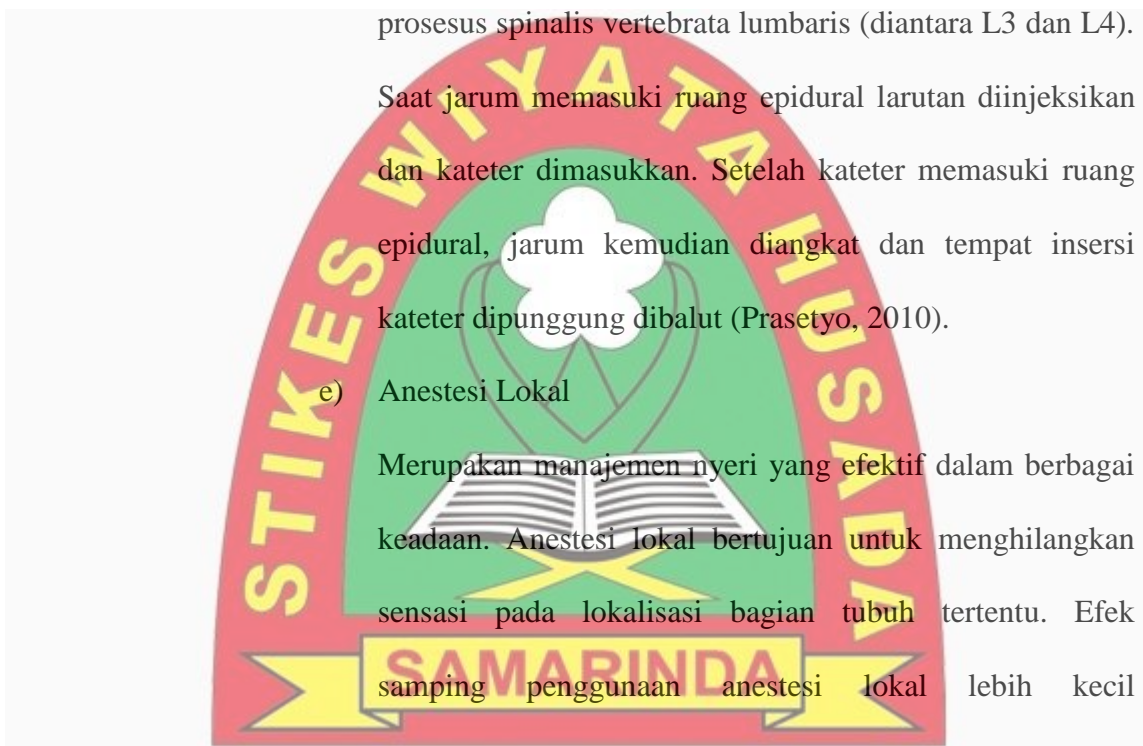 prosesus spinalis vertebrata lumbaris (diantara L3 dan L4).
Saat jarum memasuki ruang epidural larutan diinjeksikan
dan kateter dimasukkan. Setelah kateter memasuki ruang
epidural, jarum kemudian diangkat dan tempat insersi
kateter dipunggung dibalut (Prasetyo, 2010).
e) Anestesi Lokal
Merupakan manajemen nyeri yang efektif dalam berbagai
keadaan. Anestesi lokal bertujuan untuk menghilangkan
sensasi pada lokalisasi bagian tubuh tertentu. Efek
samping penggunaan anestesi lokal lebih kecil
STIKES WIYATA HUSADA
SAMARINDA